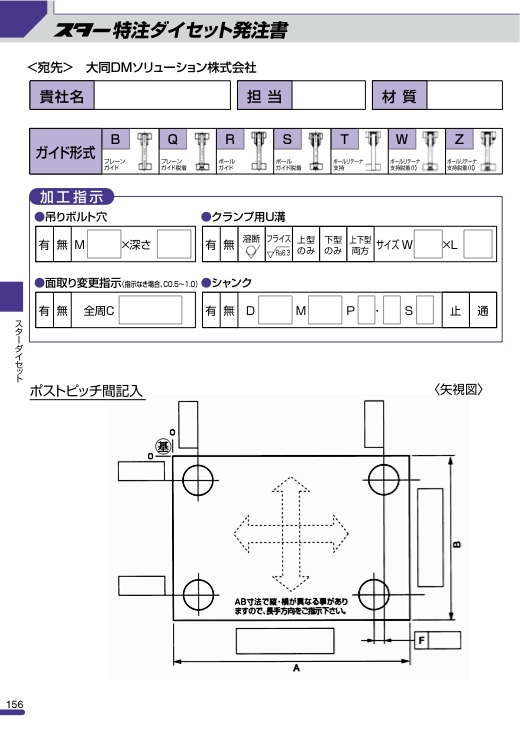 スター特注ダイセット発注書
＜宛先＞　大同DMソリューション株式会社
貴社名　担当　材質
ガイド形式
B プレーンガイド
Q プレーンガイド脱着
R ボールガイド
S ボールガイド脱着
T ボールリテーナ支持
W ボールリテーナ支持脱着(Ⅰ)
Z ボールリテーナ支持脱着(Ⅱ)
加工指示
●吊りボルト穴
有 無 M ×深さ
●クランプ用U溝
有 無 溶断 フライス Rs6.3 上型のみ 下型のみ 上下型両方 サイズ W ×L
●面取り変更指示(指示なき場合、C0.5〜1.0)
有 無 全周C
●シャンク
有 無 D M P ・ S 止 通
スターダイセット
ポストピッチ間記入
〈矢視図〉
0
基
0
AB寸法で縦・横が異なる事があり
ますので、長手方向をご指示下さい。
B
F
A
156